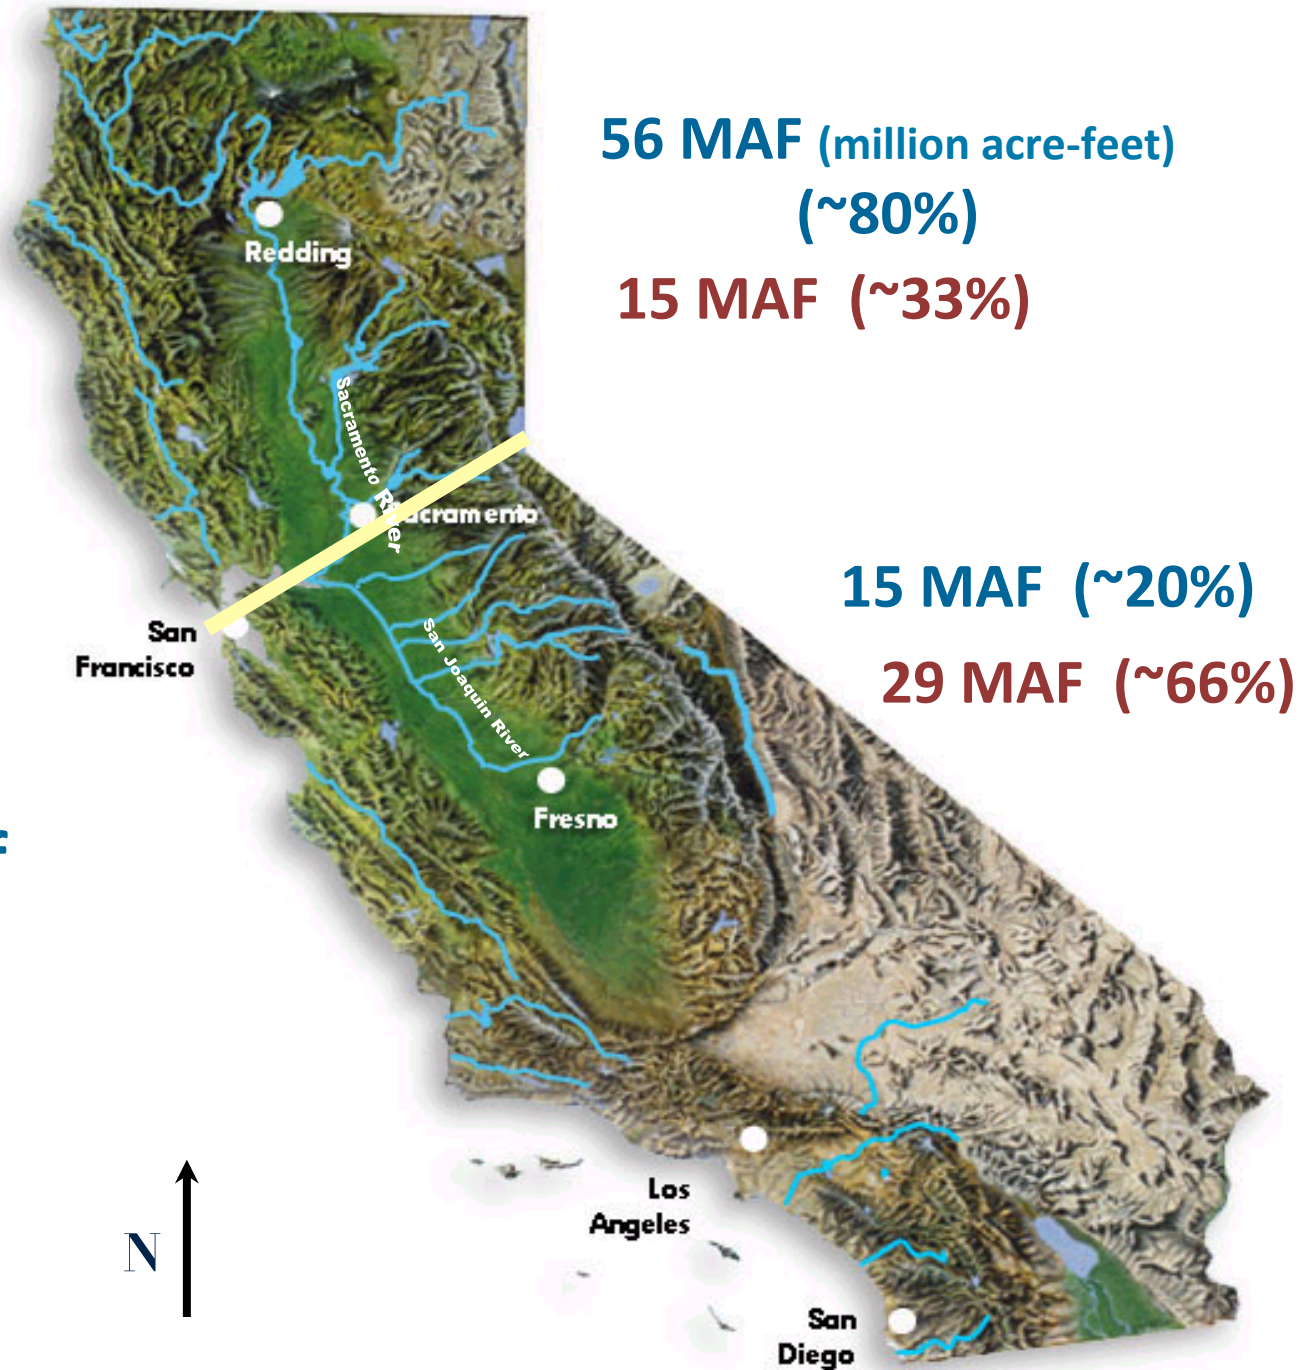 56 MAF (million acre-feet)
(~80%)
15 MAF (~33%)
Redding
Sacramento River
acramento
15 MAF (~20%)
29 MAF (~66%)
San
Francisco
San Joaquin River
Fresno
Los
Angeles
N
San
Diego